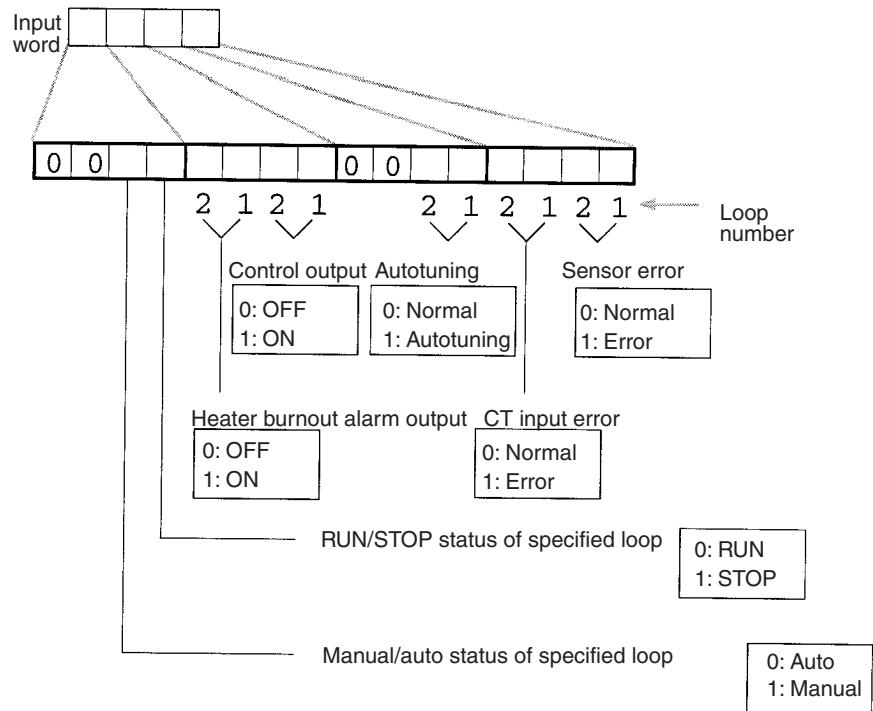 Input
word
0 0 0 0
2 1 2 1 2 1 2 1 2 1
Loop
number
Control output Autotuning Sensor error
0: OFF
1: ON
0: Normal
1: Autotuning
0: Normal
1: Error
Heater burnout alarm output CT input error
0: OFF
1: ON
0: Normal
1: Error
RUN/STOP status of specified loop
0: RUN
1: STOP
Manual/auto status of specified loop
0: Auto
1: Manual